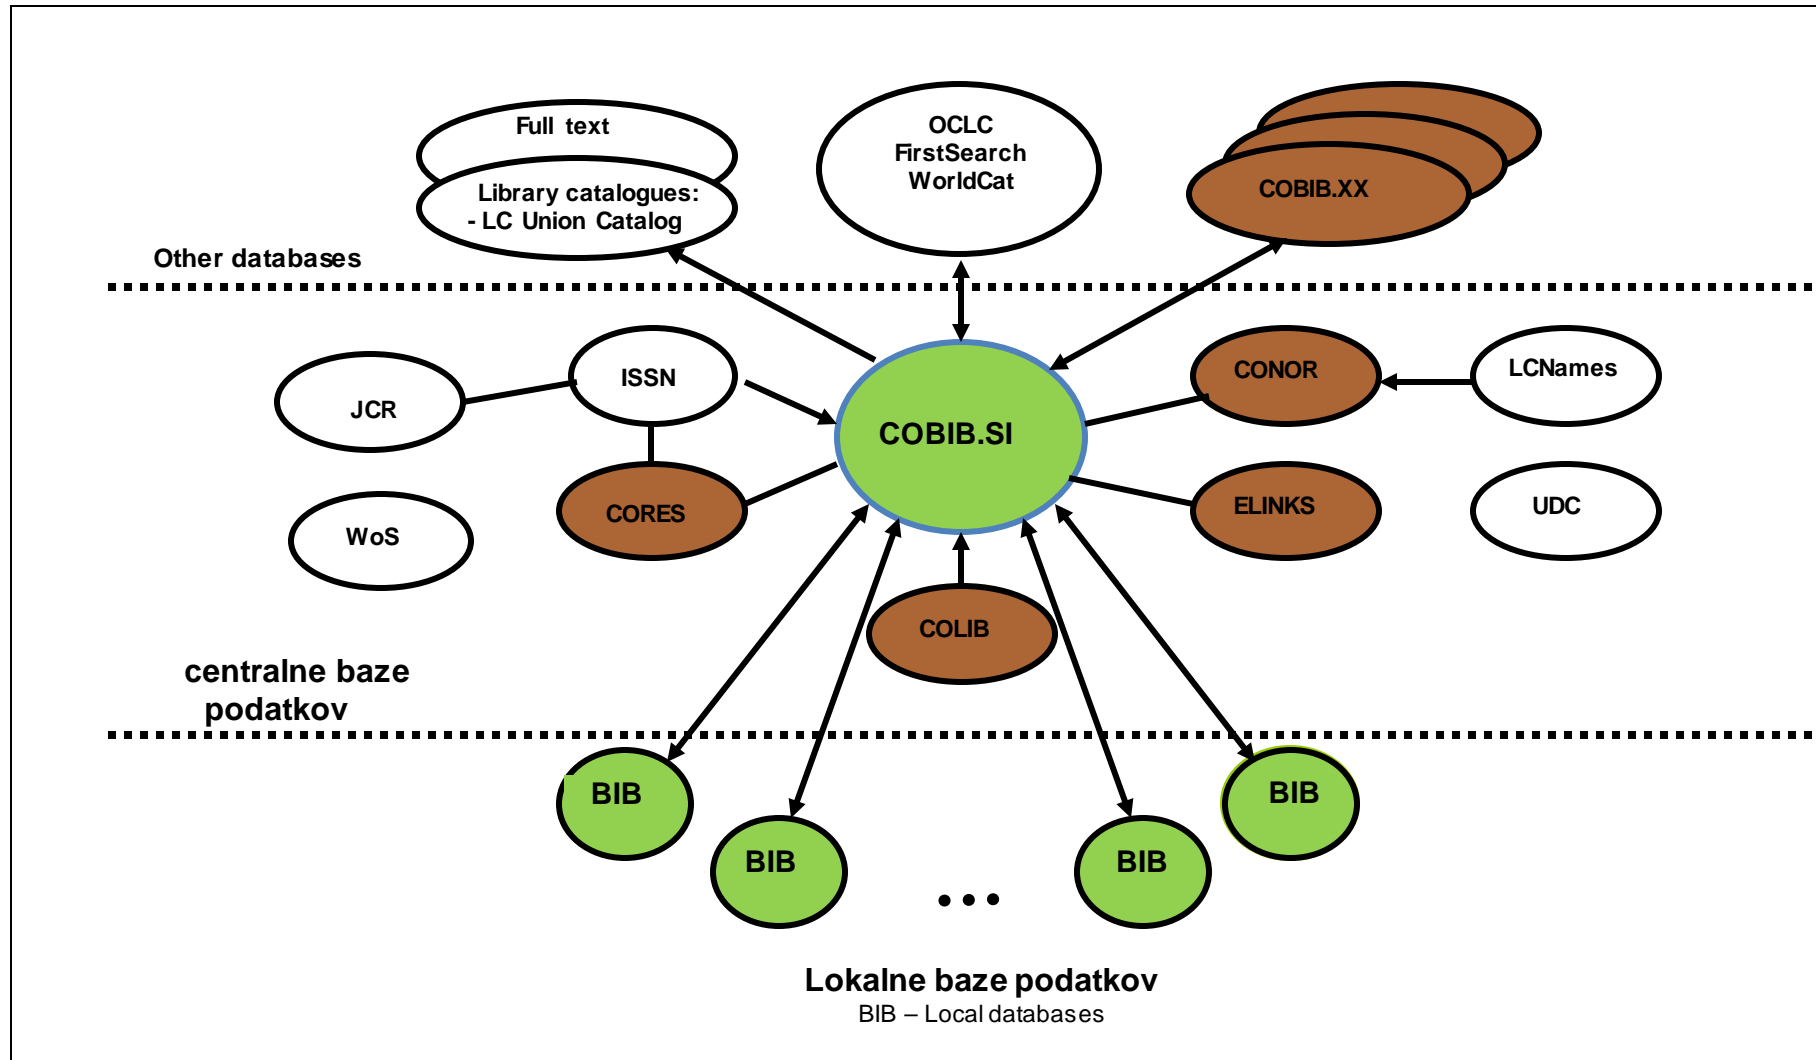 Full text
Library catalogues:
- LC Union Catalog
OCLC
FirstSearch
WorldCat
COBIB.XX
Other databases
JCR
ISSN
COBIB.SI
CONOR
LCNames
WoS
CORES
ELINKS
UDC
COLIB
centralne baze
podatkov
BIB
BIB
...
BIB
BIB
Lokalne baze podatkov
BIB – Local databases